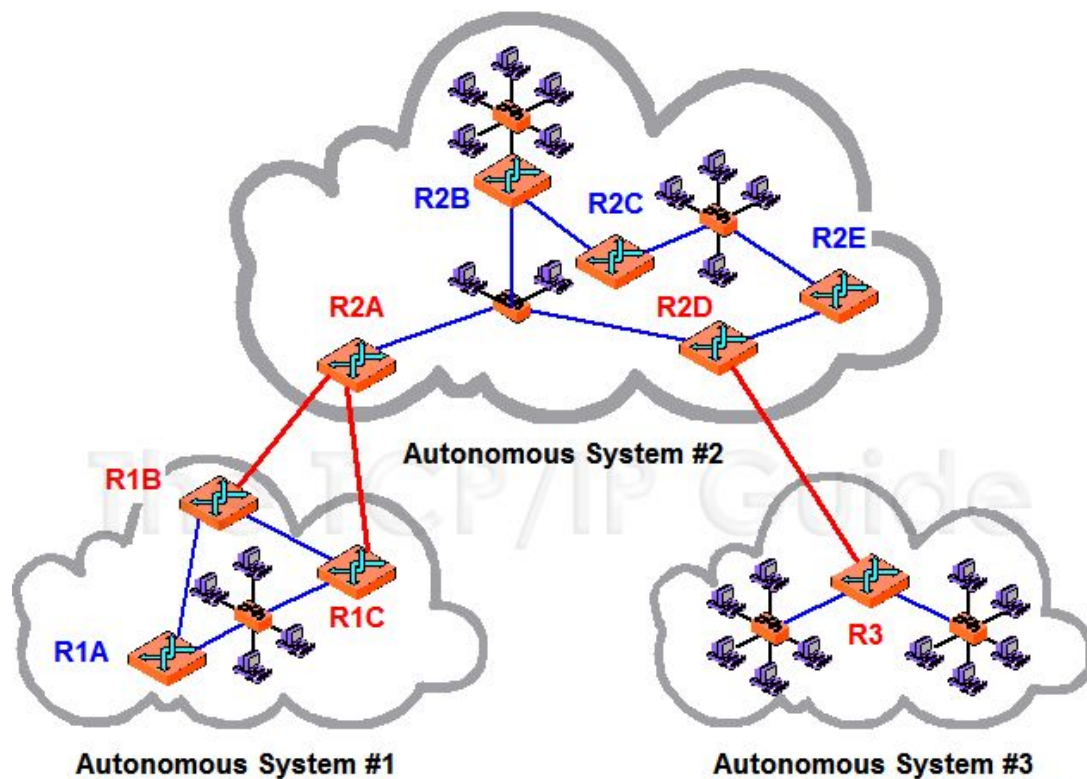 R2B
R2C
R2E
R2A
R2D
Autonomous System #2
The TCP/IP Guide
R1B
R1C
R1A
R3
Autonomous System #1
Autonomous System #3